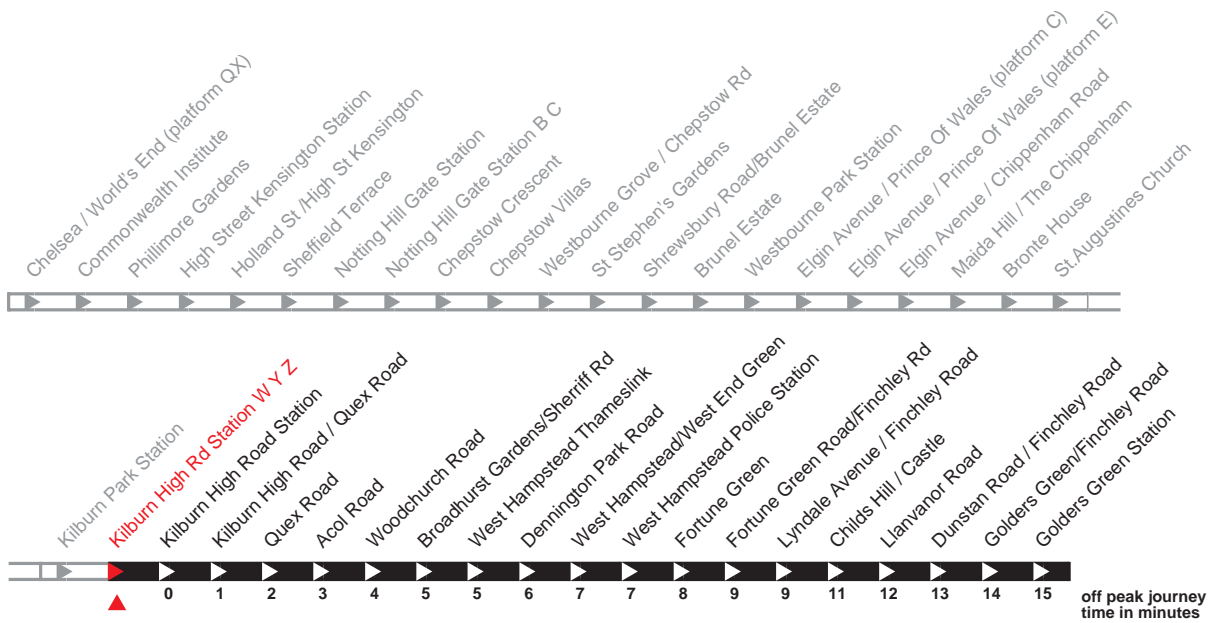 Chelsea / World's End (platform QX)
Commonwealth Institute
Phillimore Gardens
High Street Kensington Station
Holland St /High St Kensington
Sheffield Terrace
Notting Hill Gate Station
Notting Hill Gate Station B C
Chepstow Crescent
Chepstow Villas
Westbourne Grove / Chepstow Rd
St Stephen's Gardens
Shrewsbury Road/Brunel Estate
Brunel Estate
Westbourne Park Station
Elgin Avenue / Prince Of Wales (platform C)
Elgin Avenue / Prince Of Wales (platform E)
Elgin Avenue / Chippenham Road
Maida Hill / The Chippenham
Bronte House
St.Augustines Church
Kilburn Park Station
Kilburn High Rd Station W Y Z
Kilburn High Road Station
Kilburn High Road / Quex Road
Quex Road
Acol Road
Woodchurch Road
Broadhurst Gardens/Sherriff Rd
West Hampstead Thameslink
Dennington Park Road
West Hampstead/West End Green
West Hampstead Police Station
Fortune Green
Fortune Green Road/Finchley Rd
Lyndale Avenue / Finchley Road
Childs Hill / Castle
Llanvanor Road
Dunstan Road / Finchley Road
Golders Green/Finchley Road
Golders Green Station
0 1 2 3 4 5 5 6 7 7 8 9 9 11 12 13 14 15
off peak journey
time in minutes